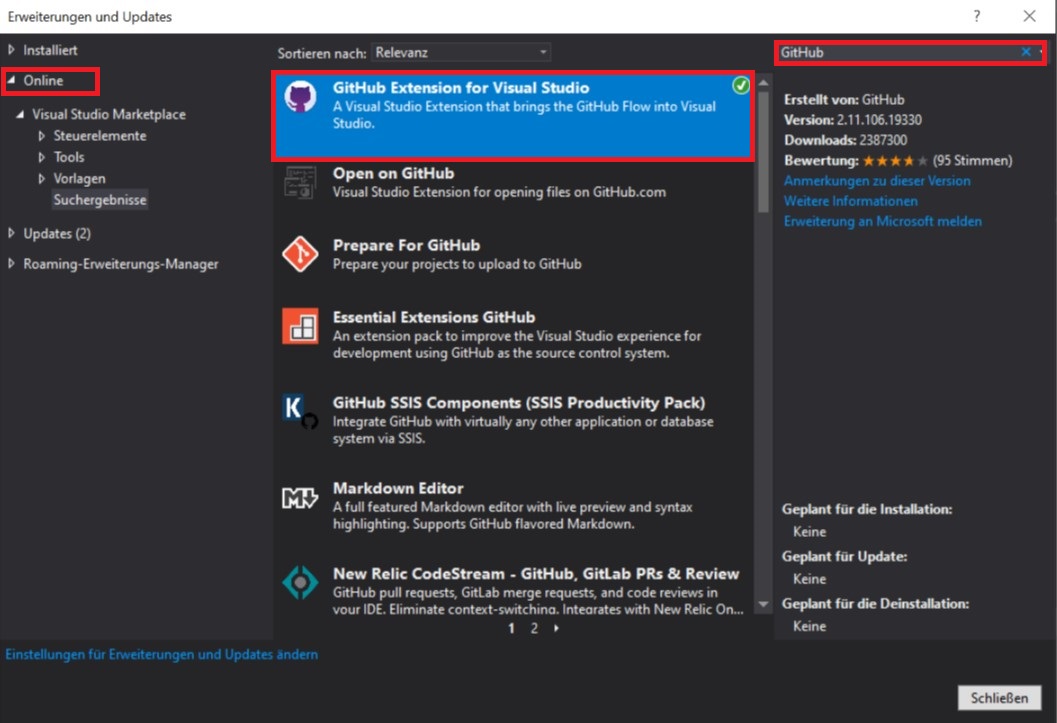 Erweiterungen und Updates
?
Installiert
Online
Visual Studio Marketplace
Steuerelemente
Tools
Vorlagen
Suchergebnisse
Updates (2)
Roaming-Erweiterungs-Manager
Sortieren nach: Relevanz
GitHub Extension for Visual Studio
A Visual Studio Extension that brings the GitHub Flow into Visual
Studio.
Open on GitHub
Visual Studio Extension for opening files on GitHub.com
Prepare For GitHub
Prepare your projects to upload to GitHub
Essential Extensions GitHub
An extension pack to improve the Visual Studio experience for
development using GitHub as the source control system.
K
GitHub SSIS Components (SSIS Productivity Pack)
Integrate GitHub with virtually any other application or database
system via SSIS.
M
Markdown Editor
A full featured Markdown editor with live preview and syntax
highlighting. Supports GitHub flavored Markdown.
New Relic CodeStream - GitHub, GitLab PRs & Review
GitHub pull requests, GitLab merge requests, and code reviews in
your IDE. Eliminate context-switching. Integrates with New Relic On...
1 2
GitHub
Erstellt von: GitHub
Version: 2.11.106.19330
Downloads: 2387300
Bewertung: (95 Stimmen)
Anmerkungen zu dieser Version
Weitere Informationen
Erweiterung an Microsoft melden
Geplant für die Installation:
Keine
Geplant für Update:
Keine
Geplant für die Deinstallation:
Keine
Einstellungen für Erweiterungen und Updates ändern
Schließen